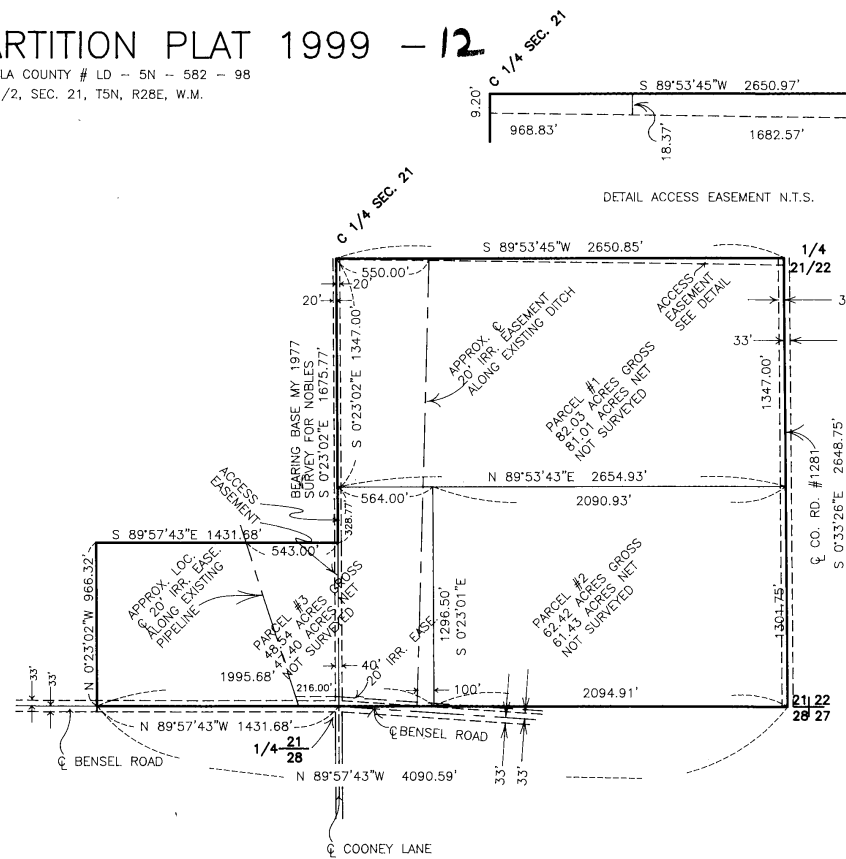 ARTITION PLAT 1999 - 12
LA COUNTY # LD - 5N - 582 - 98
/2, SEC. 21, T5N, R28E, W.M.
C 1/4 SEC. 21
S 89°53'45"W 2650.97'
9.20'
968.83'
18.37'
1682.57'
DETAIL ACCESS EASEMENT N.T.S.
C 1/4 SEC. 21
S 89°53'45"W 2650.85'
1/4
21/22
550.00'
20'
20'
ACCESS
EASEMENT
SEE DETAIL
3
33'
APPROX. ℄
20' IRR. EASEMENT
ALONG EXISTING DITCH
BEARING BASE MY 1977
SURVEY FOR NOBLES
S 0°23'02"E 1675.77'
S 0°23'02"E 1347.00'
PARCEL #1
82.03 ACRES GROSS
81.01 ACRES NET
NOT SURVEYED
1347.00'
℄ CO. RD. #1281
S 0°33'26"E 2648.75'
N 89°53'43"E 2654.93'
564.00'
2090.93'
ACCESS
EASEMENT
328.77'
S 89°57'43"E 1431.68'
543.00'
N 0°23'02"W 966.32'
APPROX. LOC.
℄ 20' IRR. EASE.
ALONG EXISTING
PIPELINE
PARCEL #3
48.54 ACRES GROSS
47.40 ACRES NET
NOT SURVEYED
1296.50'
S 0°23'01"E
PARCEL #2
62.42 ACRES GROSS
61.43 ACRES NET
NOT SURVEYED
1301.75'
20' IRR. EASE.
40'
1995.68'
216.00'
100'
2094.91'
33'
33'
21 22
28 27
N 89°57'43"W 1431.68'
℄ BENSEL ROAD
℄ BENSEL ROAD
1/4 21
28
33'
33'
N 89°57'43"W 4090.59'
℄ COONEY LANE